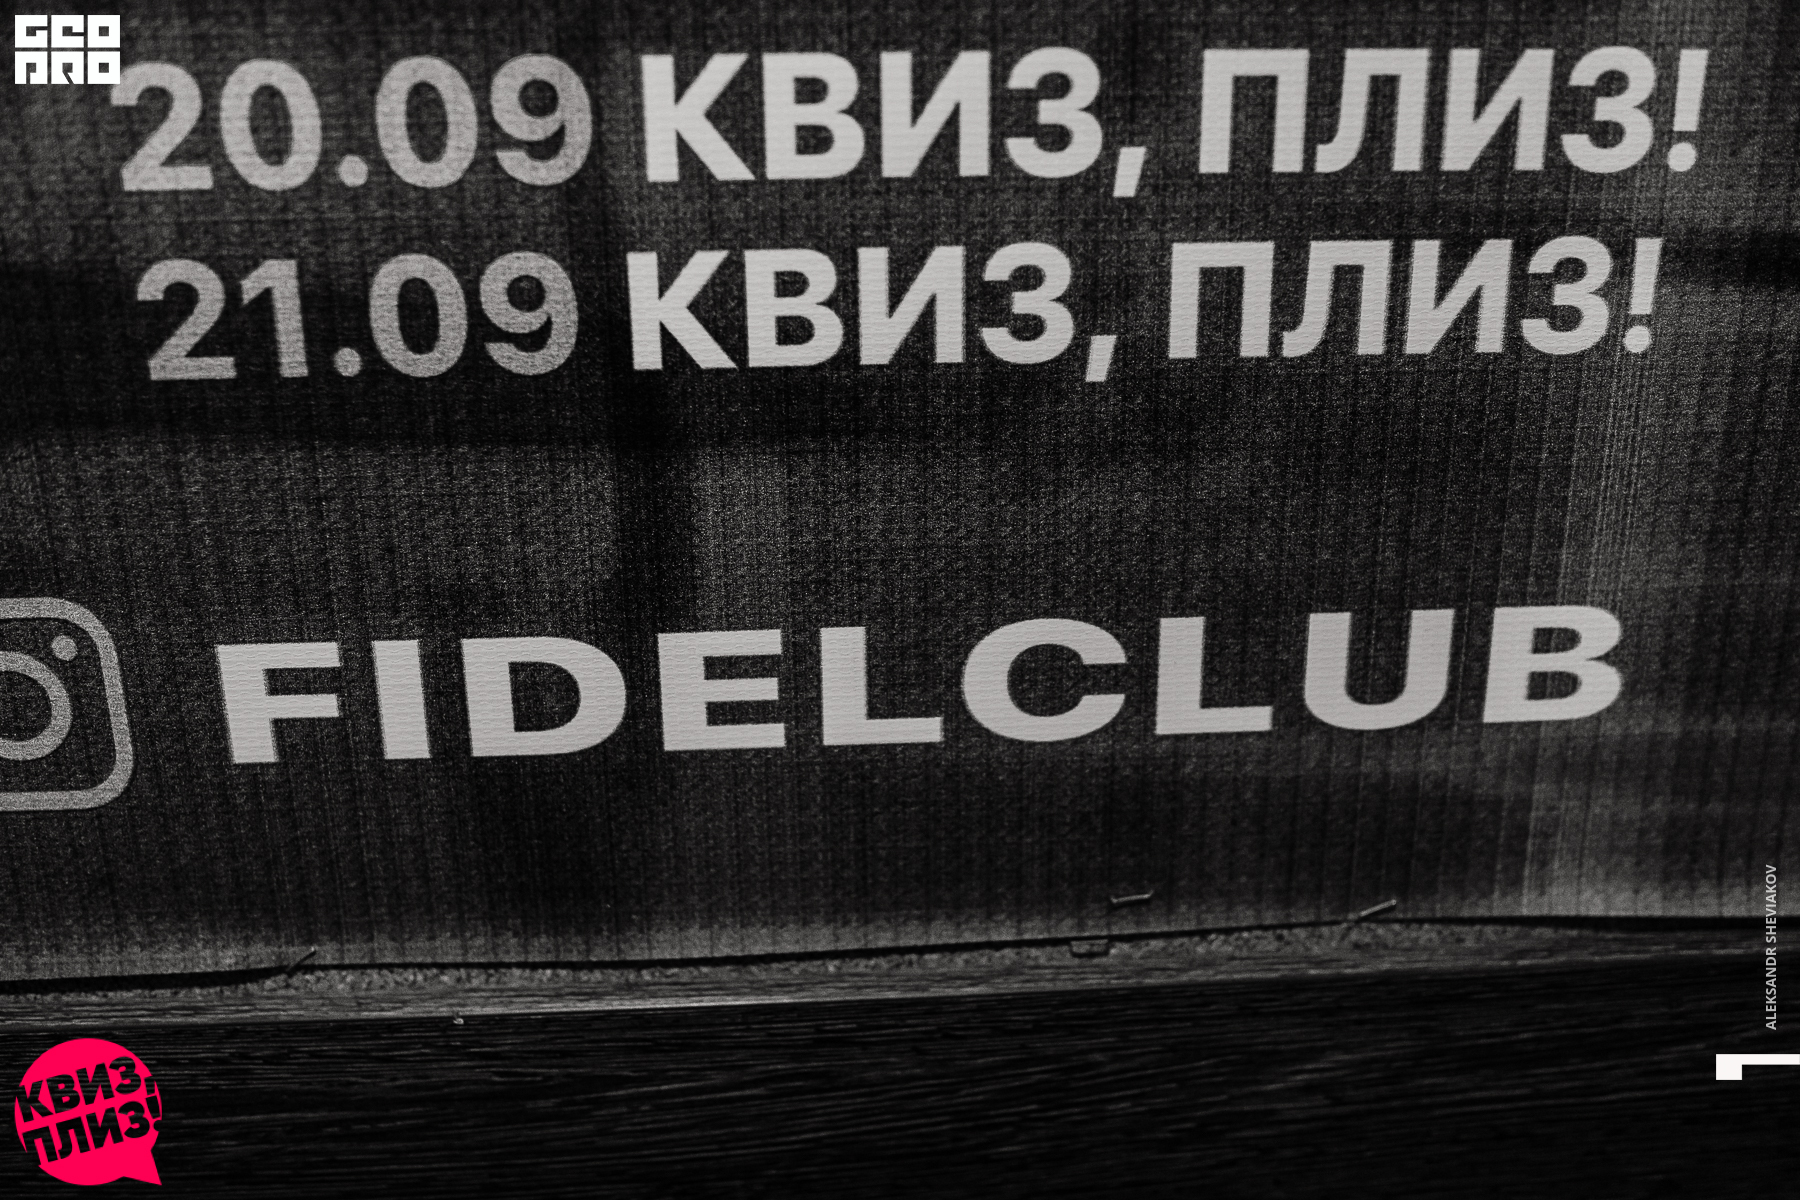 GEO
PRO
20.09 КВИЗ, ПЛИЗ!
21.09 КВИЗ, ПЛИЗ!
FIDELCLUB
ALEKSANDR SHEVIAKOV
КВИЗ,
ПЛИЗ!